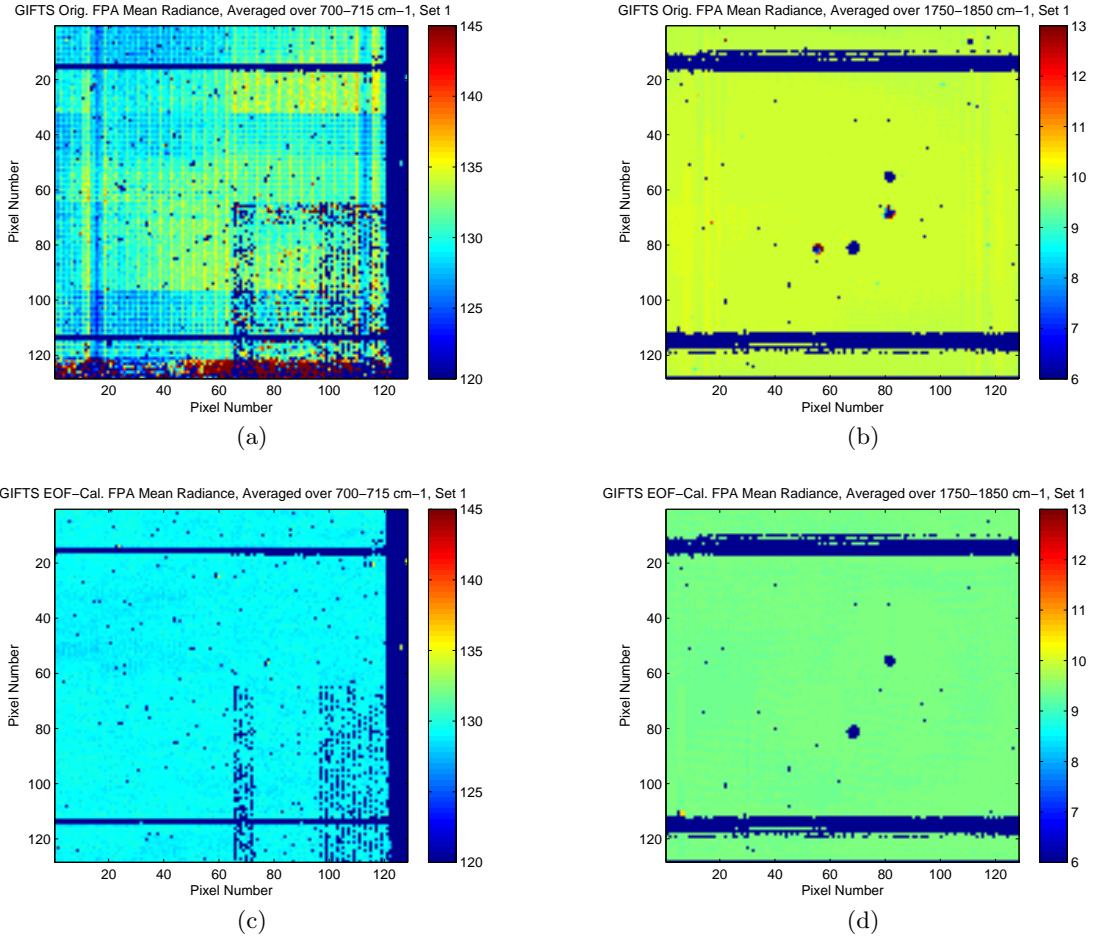 GIFTS Orig. FPA Mean Radiance, Averaged over 700−715 cm−1, Set 1
Pixel Number
20
40
60
80
100
120
20 40 60 80 100 120
Pixel Number
145
140
135
130
125
120
(a)
GIFTS Orig. FPA Mean Radiance, Averaged over 1750−1850 cm−1, Set 1
Pixel Number
20
40
60
80
100
120
20 40 60 80 100 120
Pixel Number
13
12
11
10
9
8
7
6
(b)
GIFTS EOF−Cal. FPA Mean Radiance, Averaged over 700−715 cm−1, Set 1
Pixel Number
20
40
60
80
100
120
20 40 60 80 100 120
Pixel Number
145
140
135
130
125
120
(c)
GIFTS EOF−Cal. FPA Mean Radiance, Averaged over 1750−1850 cm−1, Set 1
Pixel Number
20
40
60
80
100
120
20 40 60 80 100 120
Pixel Number
13
12
11
10
9
8
7
6
(d)